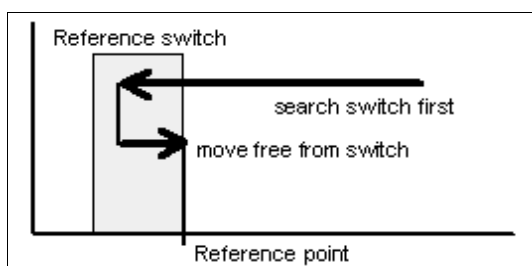 Reference switch
search switch first
move free from switch
Reference point